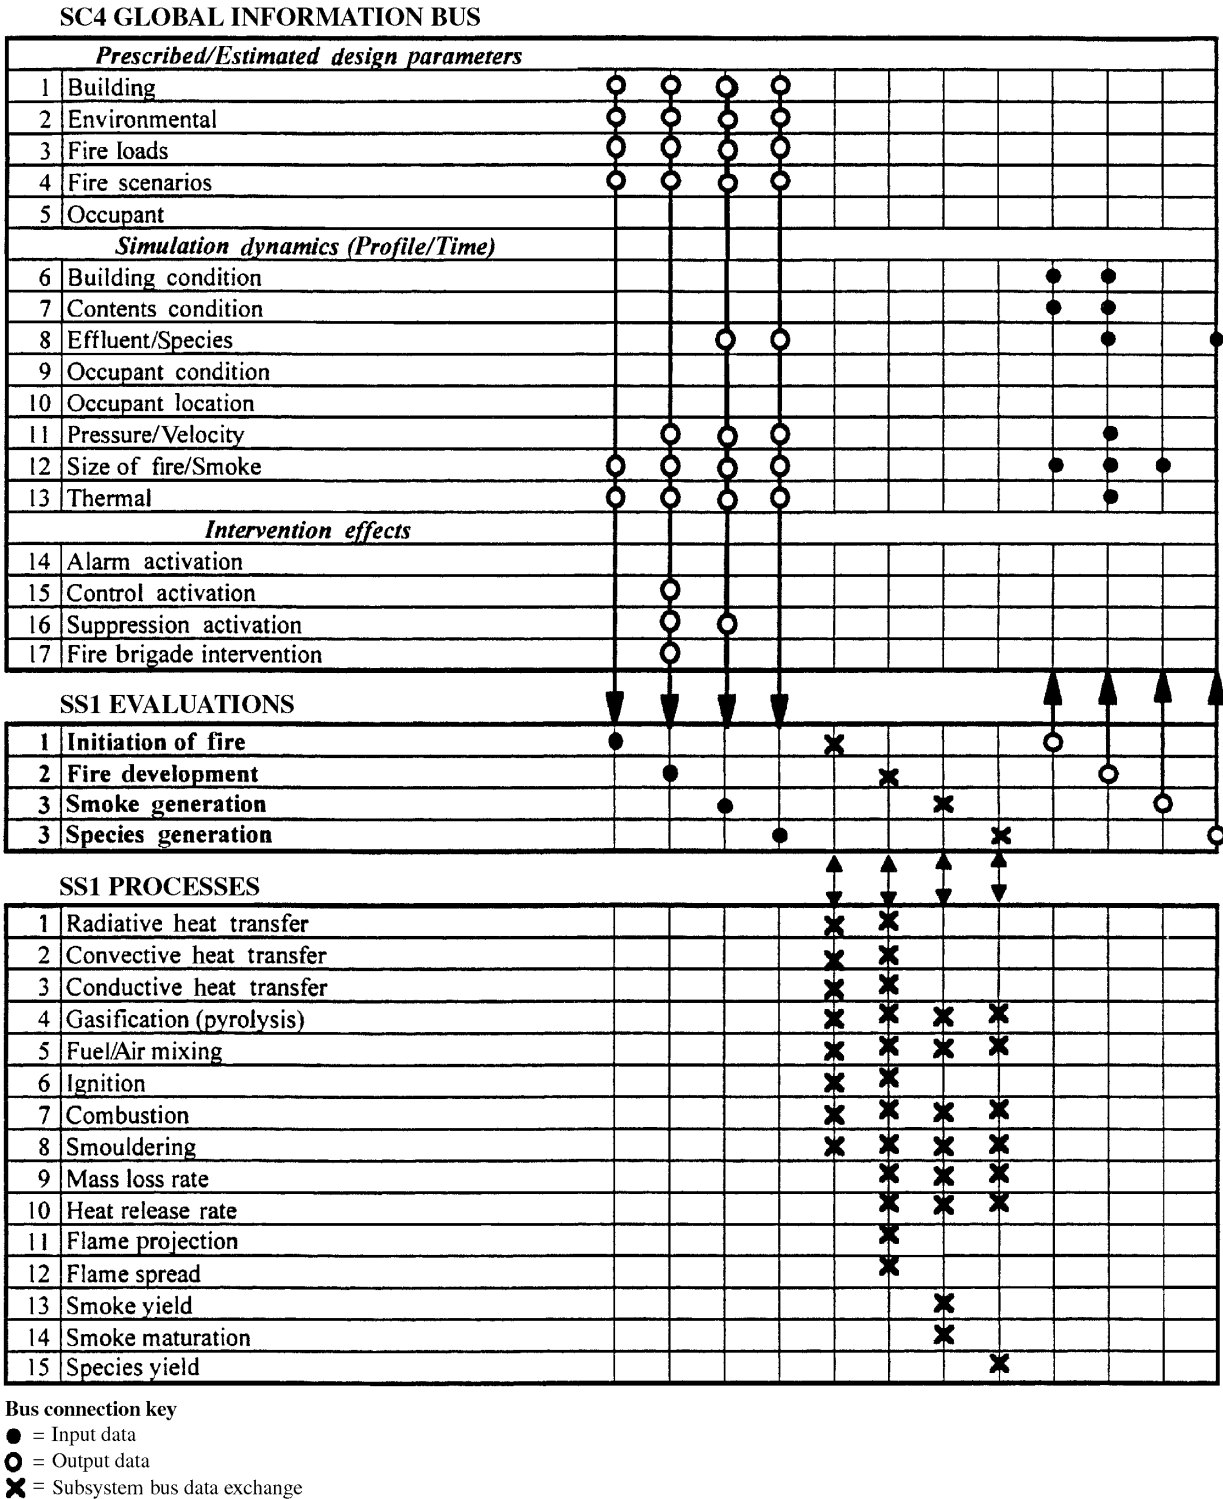 SC4 GLOBAL INFORMATION BUS
Prescribed/Estimated design parameters
1 Building
2 Environmental
3 Fire loads
4 Fire scenarios
5 Occupant
Simulation dynamics (Profile/Time)
6 Building condition
7 Contents condition
8 Effluent/Species
9 Occupant condition
10 Occupant location
11 Pressure/Velocity
12 Size of fire/Smoke
13 Thermal
Intervention effects
14 Alarm activation
15 Control activation
16 Suppression activation
17 Fire brigade intervention
SS1 EVALUATIONS
1 Initiation of fire
2 Fire development
3 Smoke generation
3 Species generation
SS1 PROCESSES
1 Radiative heat transfer
2 Convective heat transfer
3 Conductive heat transfer
4 Gasification (pyrolysis)
5 Fuel/Air mixing
6 Ignition
7 Combustion
8 Smouldering
9 Mass loss rate
10 Heat release rate
11 Flame projection
12 Flame spread
13 Smoke yield
14 Smoke maturation
15 Species yield
Bus connection key
= Input data
= Output data
= Subsystem bus data exchange